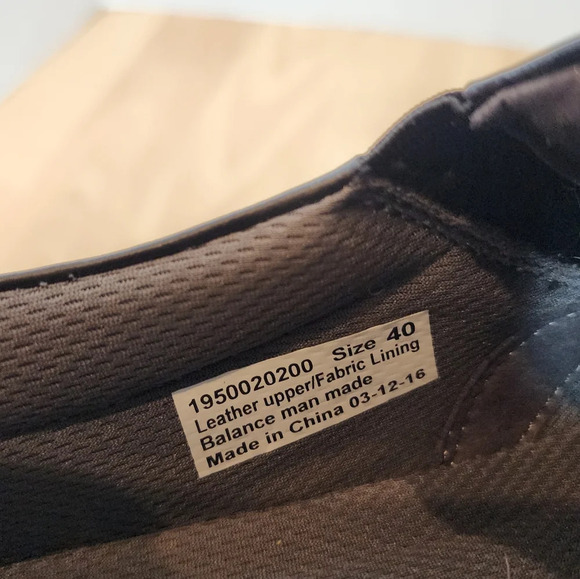 1950020200 Size 40
Leather upper/Fabric Lining
Balance man made
Made in China 03-12-16